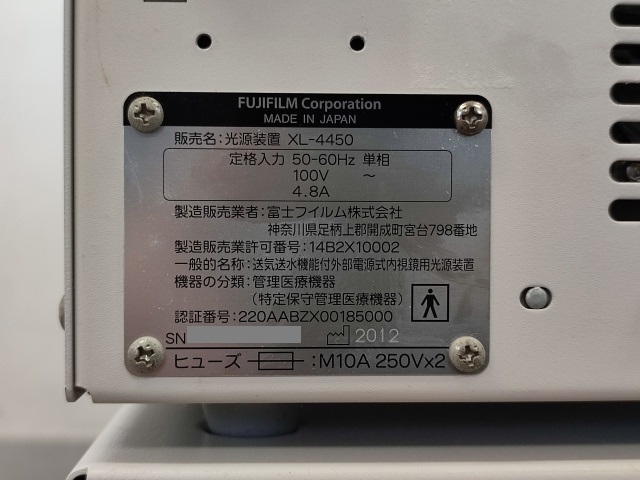 FUJIFILM Corporation
MADE IN JAPAN
販売名:光源装置 XL-4450
定格入力 50-60Hz 単相
100V ～
4.8A
製造販売業者:富士フイルム株式会社
神奈川県足柄上郡開成町宮台798番地
製造販売業許可番号:14B2X10002
一般的名称:送気送水機能付外部電源式内視鏡用光源装置
機器の分類:管理医療機器
(特定保守管理医療機器)
認証番号:220AABZX00185000
SN 2012
ヒューズ :M10A 250V×2